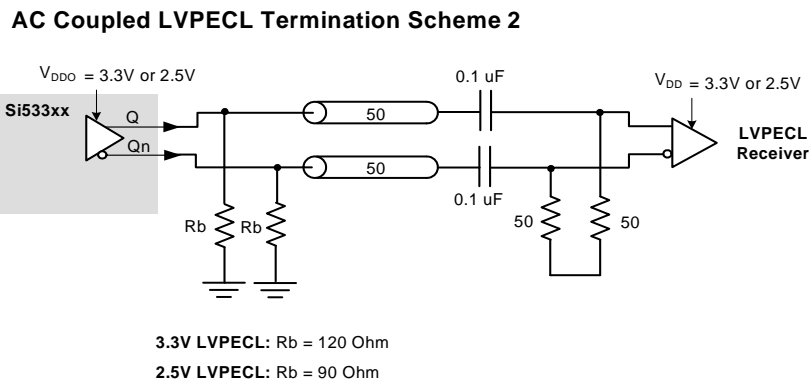 AC Coupled LVPECL Termination Scheme 2
VDDO = 3.3V or 2.5V
Si533xx
Q
Qn
50
50
0.1 uF
0.1 uF
VDD = 3.3V or 2.5V
LVPECL
Receiver
Rb
Rb
50
50
3.3V LVPECL: Rb = 120 Ohm
2.5V LVPECL: Rb = 90 Ohm